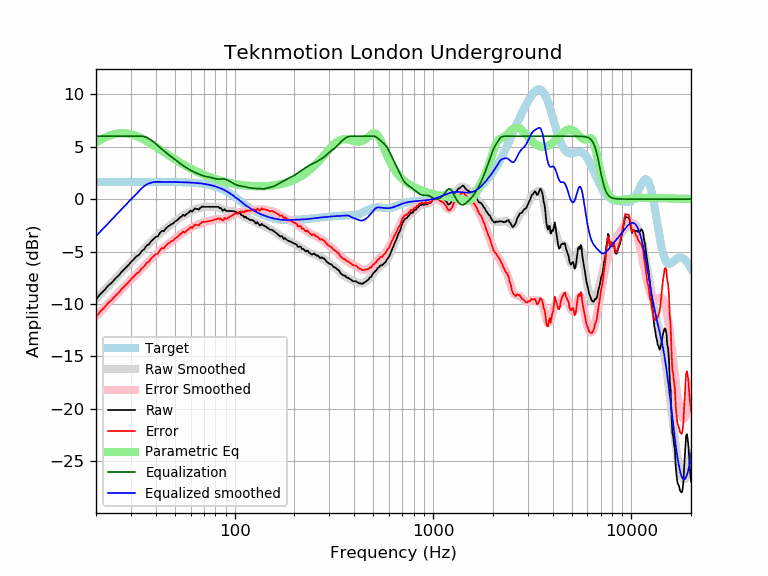 Teknmotion London Underground
10
5
0
−5
−10
−15
−20
−25
Amplitude (dBr)
Target
Raw Smoothed
Error Smoothed
Raw
Error
Parametric Eq
Equalization
Equalized smoothed
100
1000
10000
Frequency (Hz)